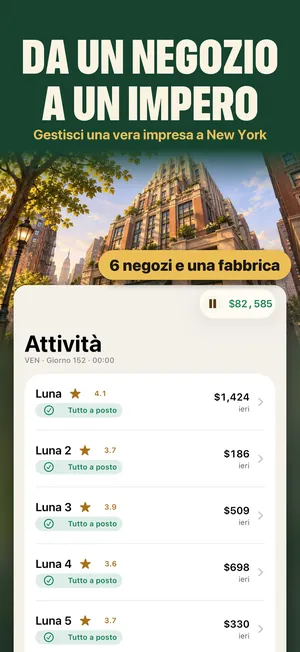 DA UN NEGOZIO
A UN IMPERO
Gestisci una vera impresa a New York
6 negozi e una fabbrica
$82,585
Attività
VEN · Giorno 152 · 00:00
Luna ★ 4.1
$1,424
Tutto a posto
ieri
Luna 2 ★ 3.7
$186
Tutto a posto
ieri
Luna 3 ★ 3.9
$509
Tutto a posto
ieri
Luna 4 ★ 3.6
$698
Tutto a posto
ieri
Luna 5 ★ 3.7
$330
Tutto a posto
ieri